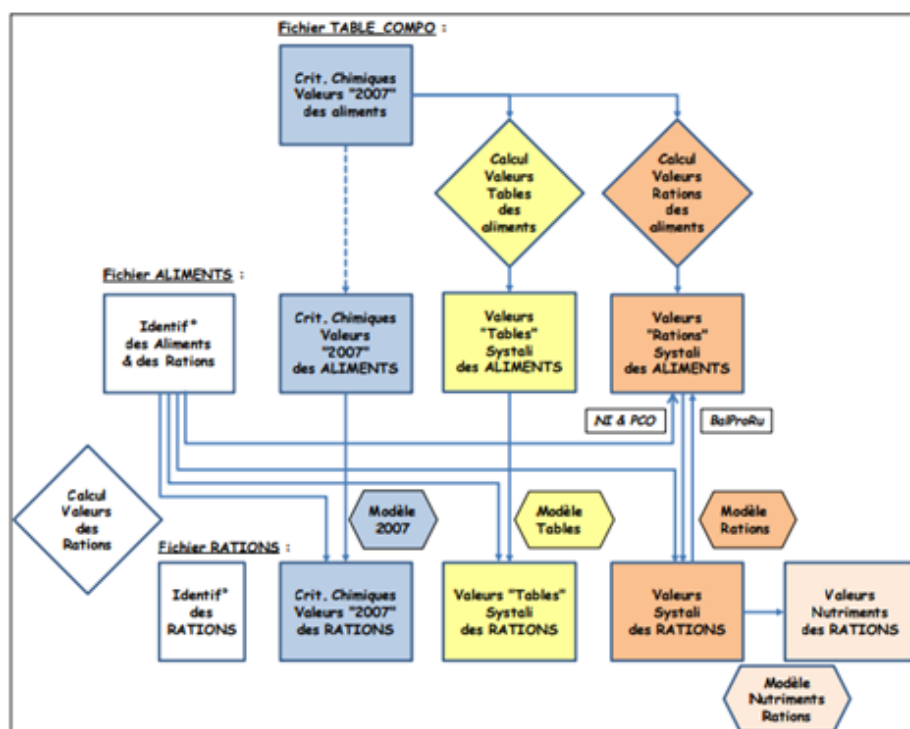 Fichier TABLE_COMPO :
Crit. Chimiques
Valeurs "2007"
des aliments
Calcul
Valeurs
Tables
des
aliments
Calcul
Valeurs
Rations
des
aliments
Fichier ALIMENTS :
Identif°
des Aliments
& des Rations
Crit. Chimiques
Valeurs
"2007"
des ALIMENTS
Valeurs
"Tables"
Systali
des ALIMENTS
Valeurs
"Rations"
Systali
des ALIMENTS
NI & PCO
BalProRu
Calcul
Valeurs
des
Rations
Modèle
2007
Modèle
Tables
Modèle
Rations
Fichier RATIONS :
Identif°
des
RATIONS
Crit. Chimiques
Valeurs "2007"
des RATIONS
Valeurs "Tables"
Systali
des RATIONS
Valeurs
Systali
des RATIONS
Valeurs
Nutriments
des RATIONS
Modèle
Nutriments
Rations